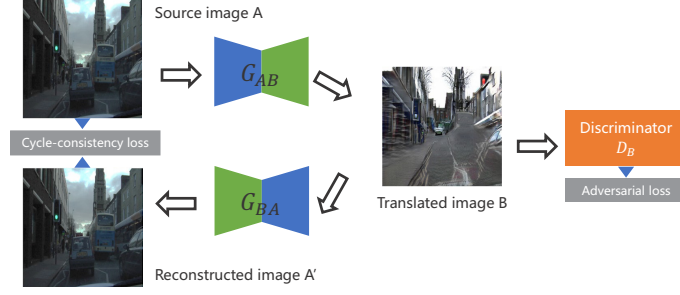 Source image A
G_AB
Cycle-consistency loss
Discriminator
D_B
Adversarial loss
Translated image B
G_BA
Reconstructed image A'